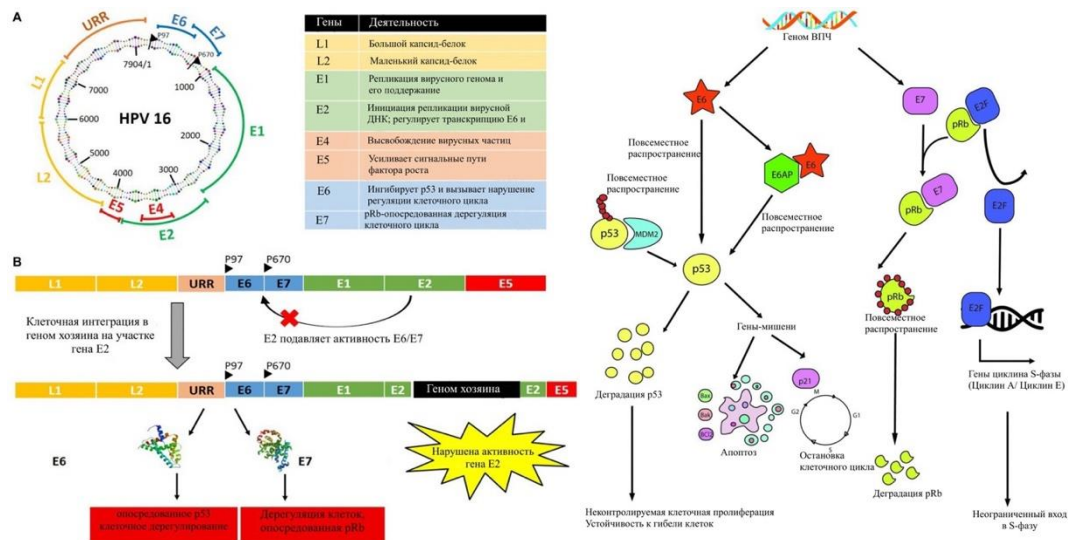 A
URR
E6
E7
P97
P670
L1
7904/1
1000
7000
HPV 16
6000
2000
E1
5000
4000
3000
L2
E5
E4
E2
Гены
Деятельность
L1
Большой капсид-белок
L2
Маленький капсид-белок
E1
Репликация вирусного генома и
его поддержание
E2
Инициация репликации вирусной
ДНК; регулирует транскрипцию E6 и
E4
Высвобождение вирусных частиц
E5
Усиливает сигнальные пути
фактора роста
E6
Ингибирует p53 и вызывает нарушение
регуляции клеточного цикла
E7
pRb-опосредованная дерегуляция
клеточного цикла
B
P97
P670
L1
L2
URR
E6
E7
E1
E2
E5
Клеточная интеграция в
геном хозяина на участке
гена E2
E2 подавляет активность E6/E7
P97
P670
L1
L2
URR
E6
E7
E1
E2
Геном хозяина
E2
E5
E6
E7
Нарушена активность
гена E2
опосредованное p53
клеточное дерегулирование
Дерегуляция клеток,
опосредованная pRb
Геном ВПЧ
E6
E7
pRb
E2F
Повсеместное
распространение
E6AP
E6
Повсеместное
распространение
p53
MDM2
Повсеместное
распространение
pRb
E7
E2F
p53
pRb
Повсеместное
распространение
E2F
Гены-мишени
Деградация p53
Bax
Bak
BCl2
Апоптоз
p21
M
G2
G1
S
Остановка
клеточного цикла
Гены циклина S-фазы
(Циклин A/ Циклин E)
Деградация pRb
Неконтролируемая клеточная пролиферация
Устойчивость к гибели клеток
Неограниченный вход
в S-фазу